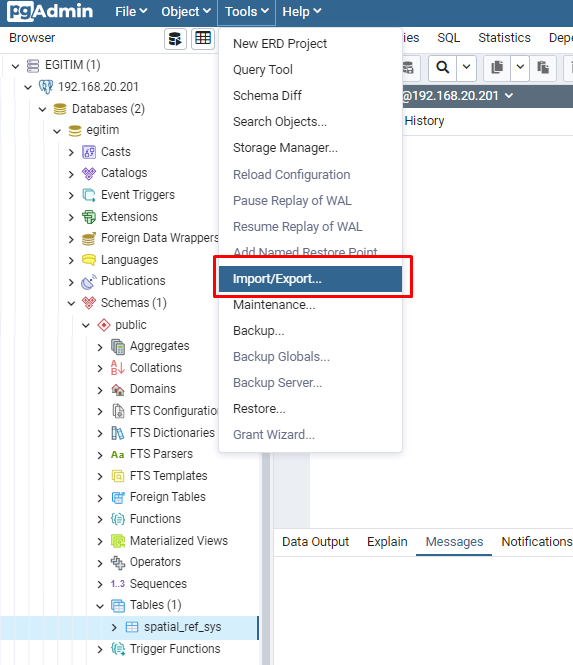 pgAdmin File Object Tools Help
Browser
ies SQL Statistics Depe
@192.168.20.201
History
New ERD Project
Query Tool
Schema Diff
Search Objects...
Storage Manager...
Reload Configuration
Pause Replay of WAL
Resume Replay of WAL
Add Named Restore Point
Import/Export...
Maintenance...
Backup...
Backup Globals...
Backup Server...
Restore...
Grant Wizard...
EGITIM (1)
192.168.20.201
Databases (2)
egitim
Casts
Catalogs
Event Triggers
Extensions
Foreign Data Wrappers
Languages
Publications
Schemas (1)
public
Aggregates
Collations
Domains
FTS Configuration
FTS Dictionaries
Aa FTS Parsers
FTS Templates
Foreign Tables
Functions
Materialized Views
Operators
1..3 Sequences
Tables (1)
spatial_ref_sys
Trigger Functions
Data Output Explain Messages Notifications